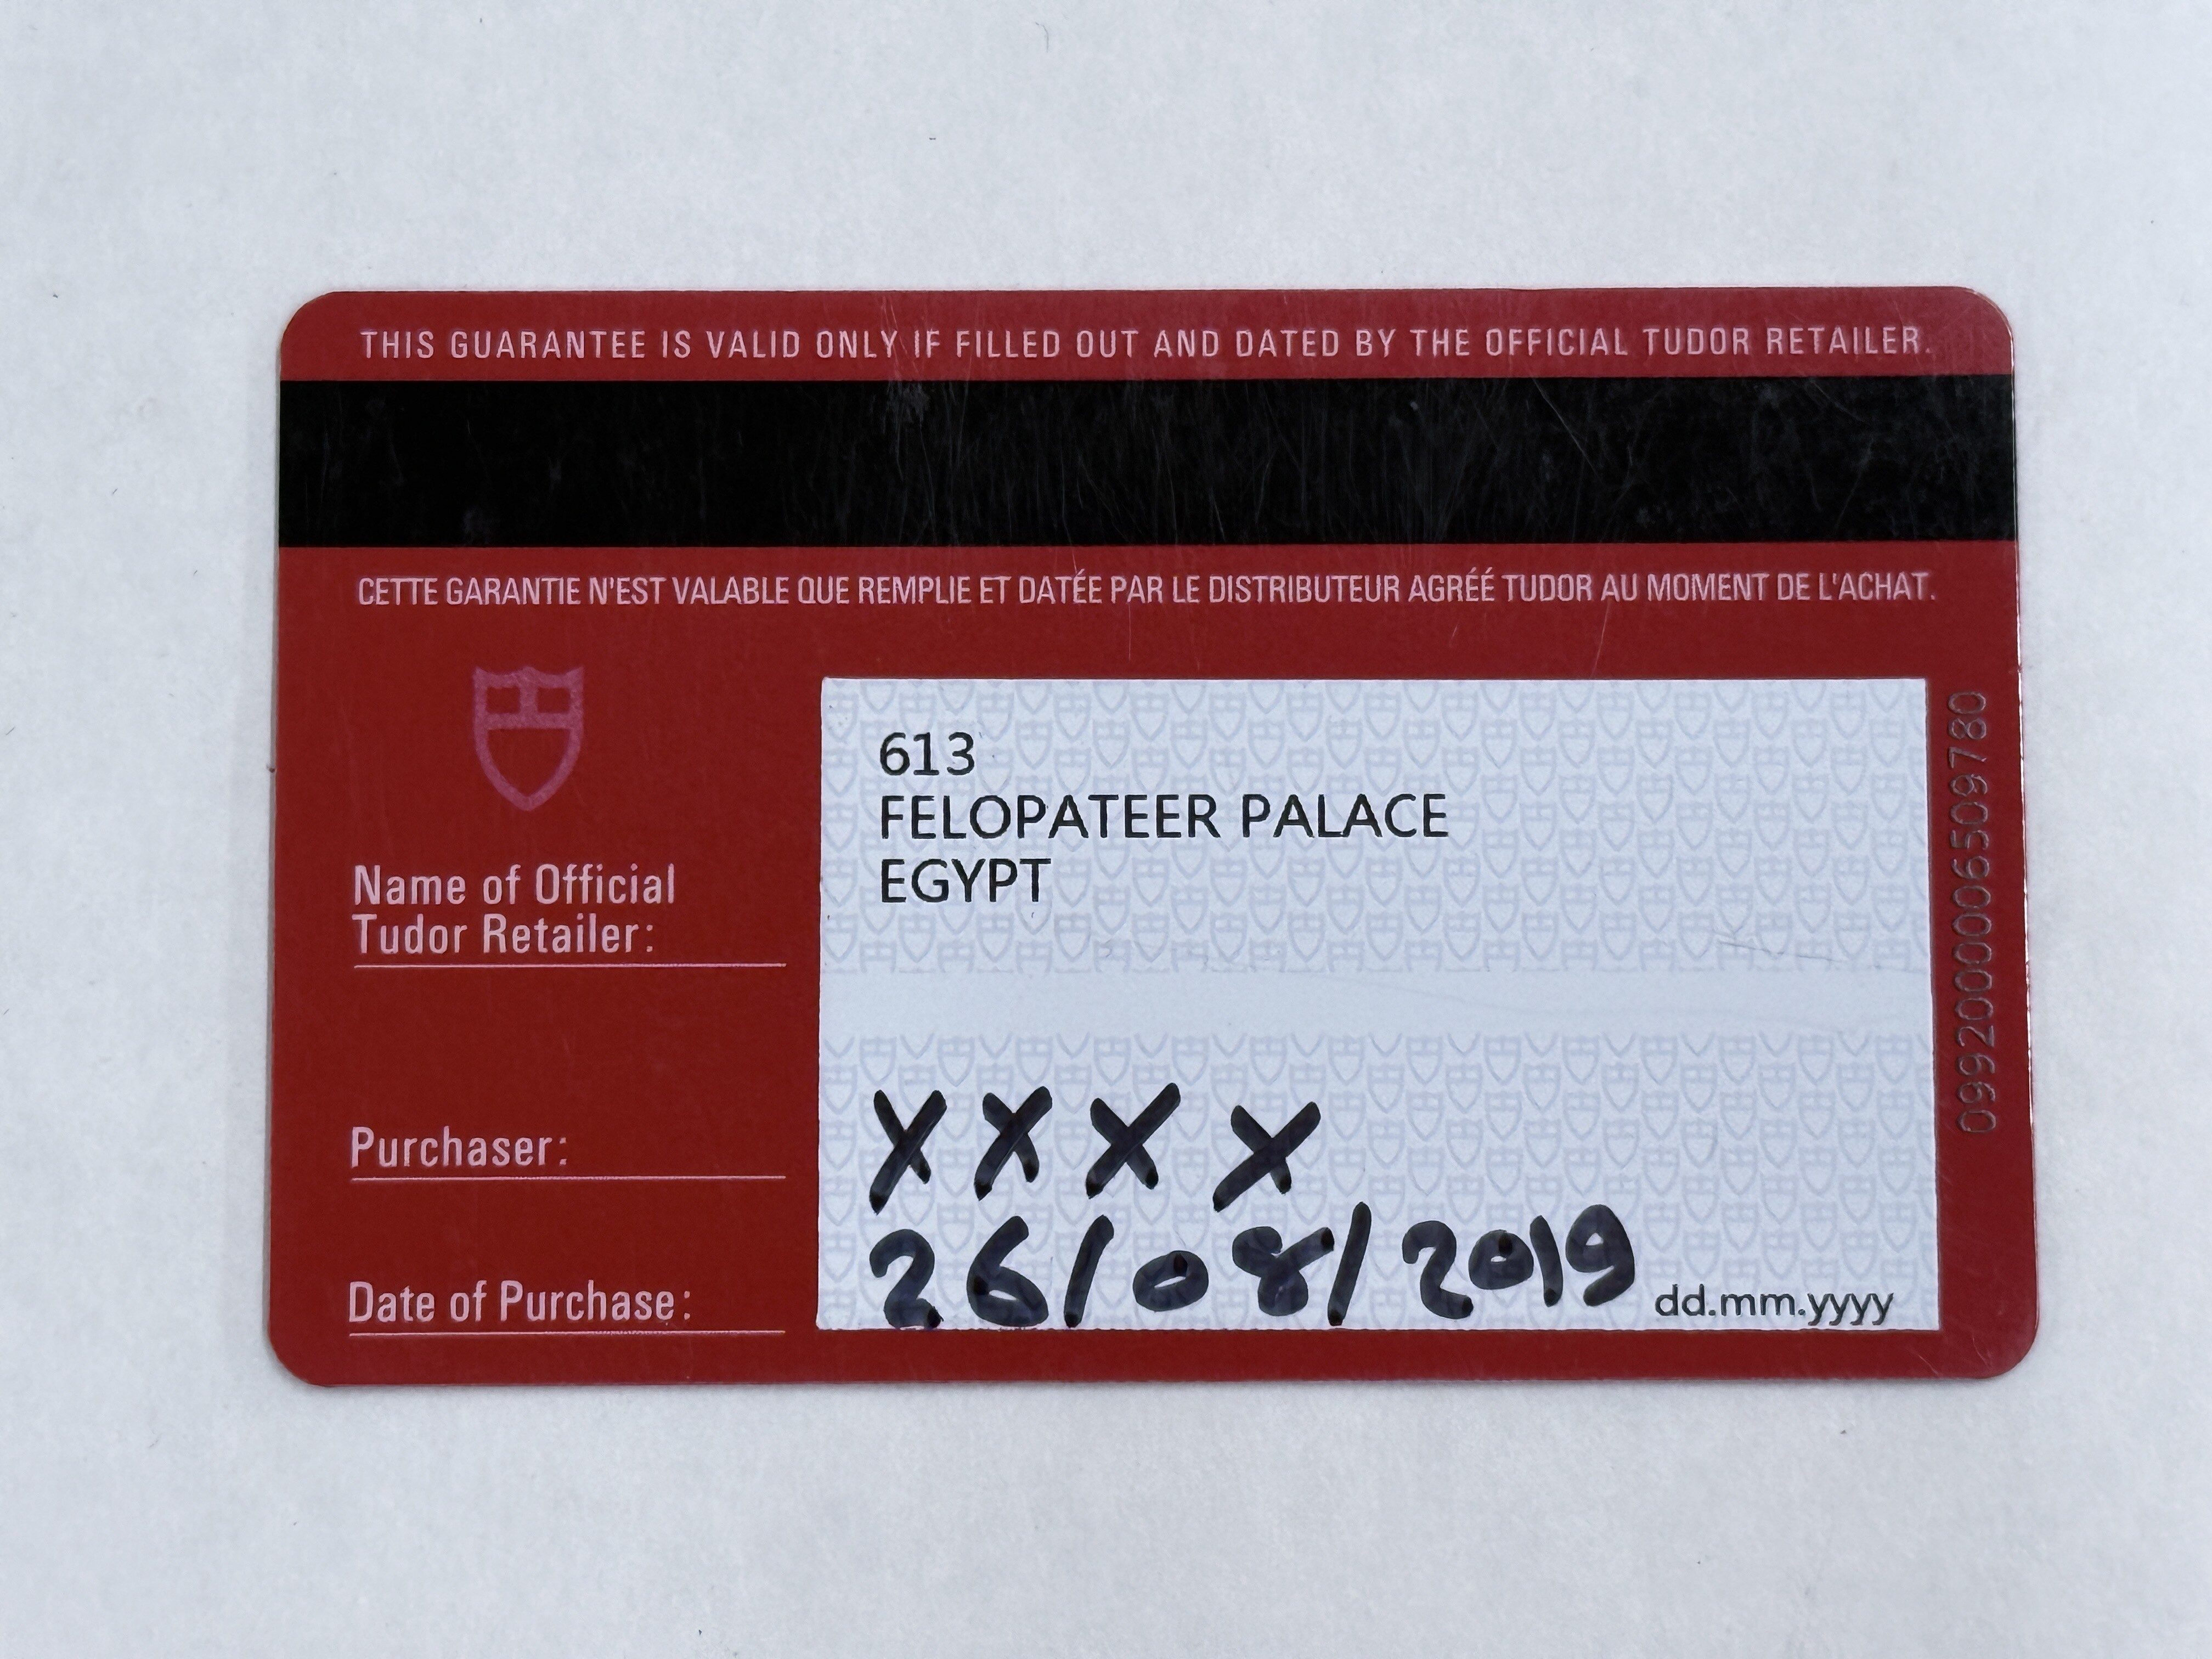 THIS GUARANTEE IS VALID ONLY IF FILLED OUT AND DATED BY THE OFFICIAL TUDOR RETAILER.
CETTE GARANTIE N'EST VALABLE QUE REMPLIE ET DATÉE PAR LE DISTRIBUTEUR AGRÉÉ TUDOR AU MOMENT DE L'ACHAT.
613
FELOPATEER PALACE
EGYPT
Name of Official
Tudor Retailer:
Purchaser: XXXX
Date of Purchase: 26/08/2019 dd.mm.yyyy
0992000006509780